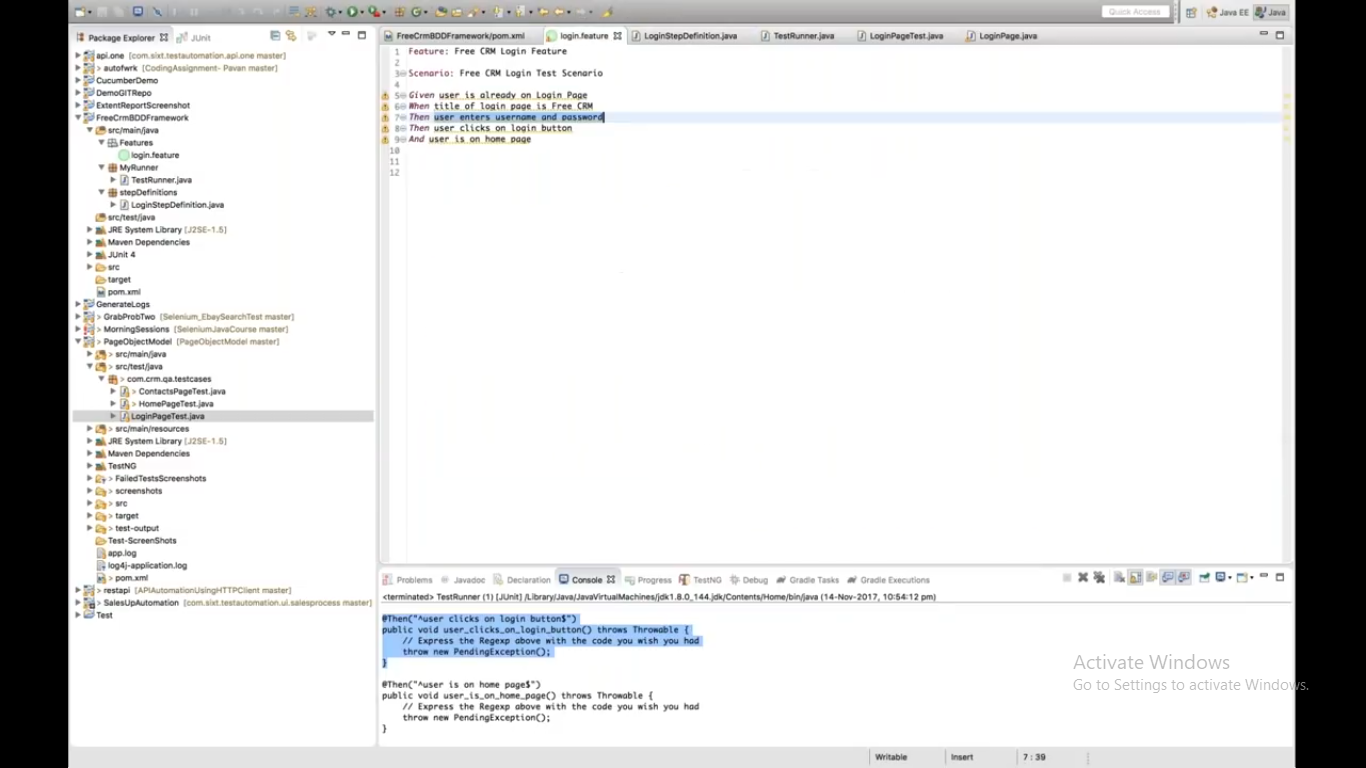 Quick Access
Java EE
Java
Package Explorer
JUnit
api.one [com.sixt.testautomation.api.one master]
> autofwrk [CodingAssignment- Pavan master]
CucumberDemo
DemoGITRepo
ExtentReportScreenshot
FreeCrmBDDFramework
src/main/java
Features
login.feature
MyRunner
TestRunner.java
stepDefinitions
LoginStepDefinition.java
src/test/java
JRE System Library [J2SE-1.5]
Maven Dependencies
JUnit 4
src
target
pom.xml
GenerateLogs
> GrabProbTwo [Selenium_EbaySearchTest master]
> MorningSessions [SeleniumJavaCourse master]
> PageObjectModel [PageObjectModel master]
> src/main/java
> src/test/java
> com.crm.qa.testcases
> ContactsPageTest.java
> HomePageTest.java
LoginPageTest.java
> src/main/resources
JRE System Library [J2SE-1.5]
Maven Dependencies
TestNG
> FailedTestsScreenshots
> screenshots
> src
> target
> test-output
Test-ScreenShots
app.log
log4j-application.log
> pom.xml
> restapi [APIAutomationUsingHTTPClient master]
> SalesUpAutomation [com.sixt.testautomation.ui.salesprocess master]
Test
FreeCrmBDDFramework/pom.xml
login.feature
LoginStepDefinition.java
TestRunner.java
LoginPageTest.java
LoginPage.java
1 Feature: Free CRM Login Feature
2
3 Scenario: Free CRM Login Test Scenario
4
5 Given user is already on Login Page
6 When title of login page is Free CRM
7 Then user enters username and password
8 Then user clicks on login button
9 And user is on home page
10
11
12
Problems
Javadoc
Declaration
Console
Progress
TestNG
Debug
Gradle Tasks
Gradle Executions
<terminated> TestRunner (1) [JUnit] /Library/Java/JavaVirtualMachines/jdk1.8.0_144.jdk/Contents/Home/bin/java (14-Nov-2017, 10:54:12 pm)
@Then("^user clicks on login button$")
public void user_clicks_on_login_button() throws Throwable {
// Express the Regexp above with the code you wish you had
throw new PendingException();
}
@Then("^user is on home page$")
public void user_is_on_home_page() throws Throwable {
// Express the Regexp above with the code you wish you had
throw new PendingException();
}
Activate Windows
Go to Settings to activate Windows.
Writable
Insert
7 : 39